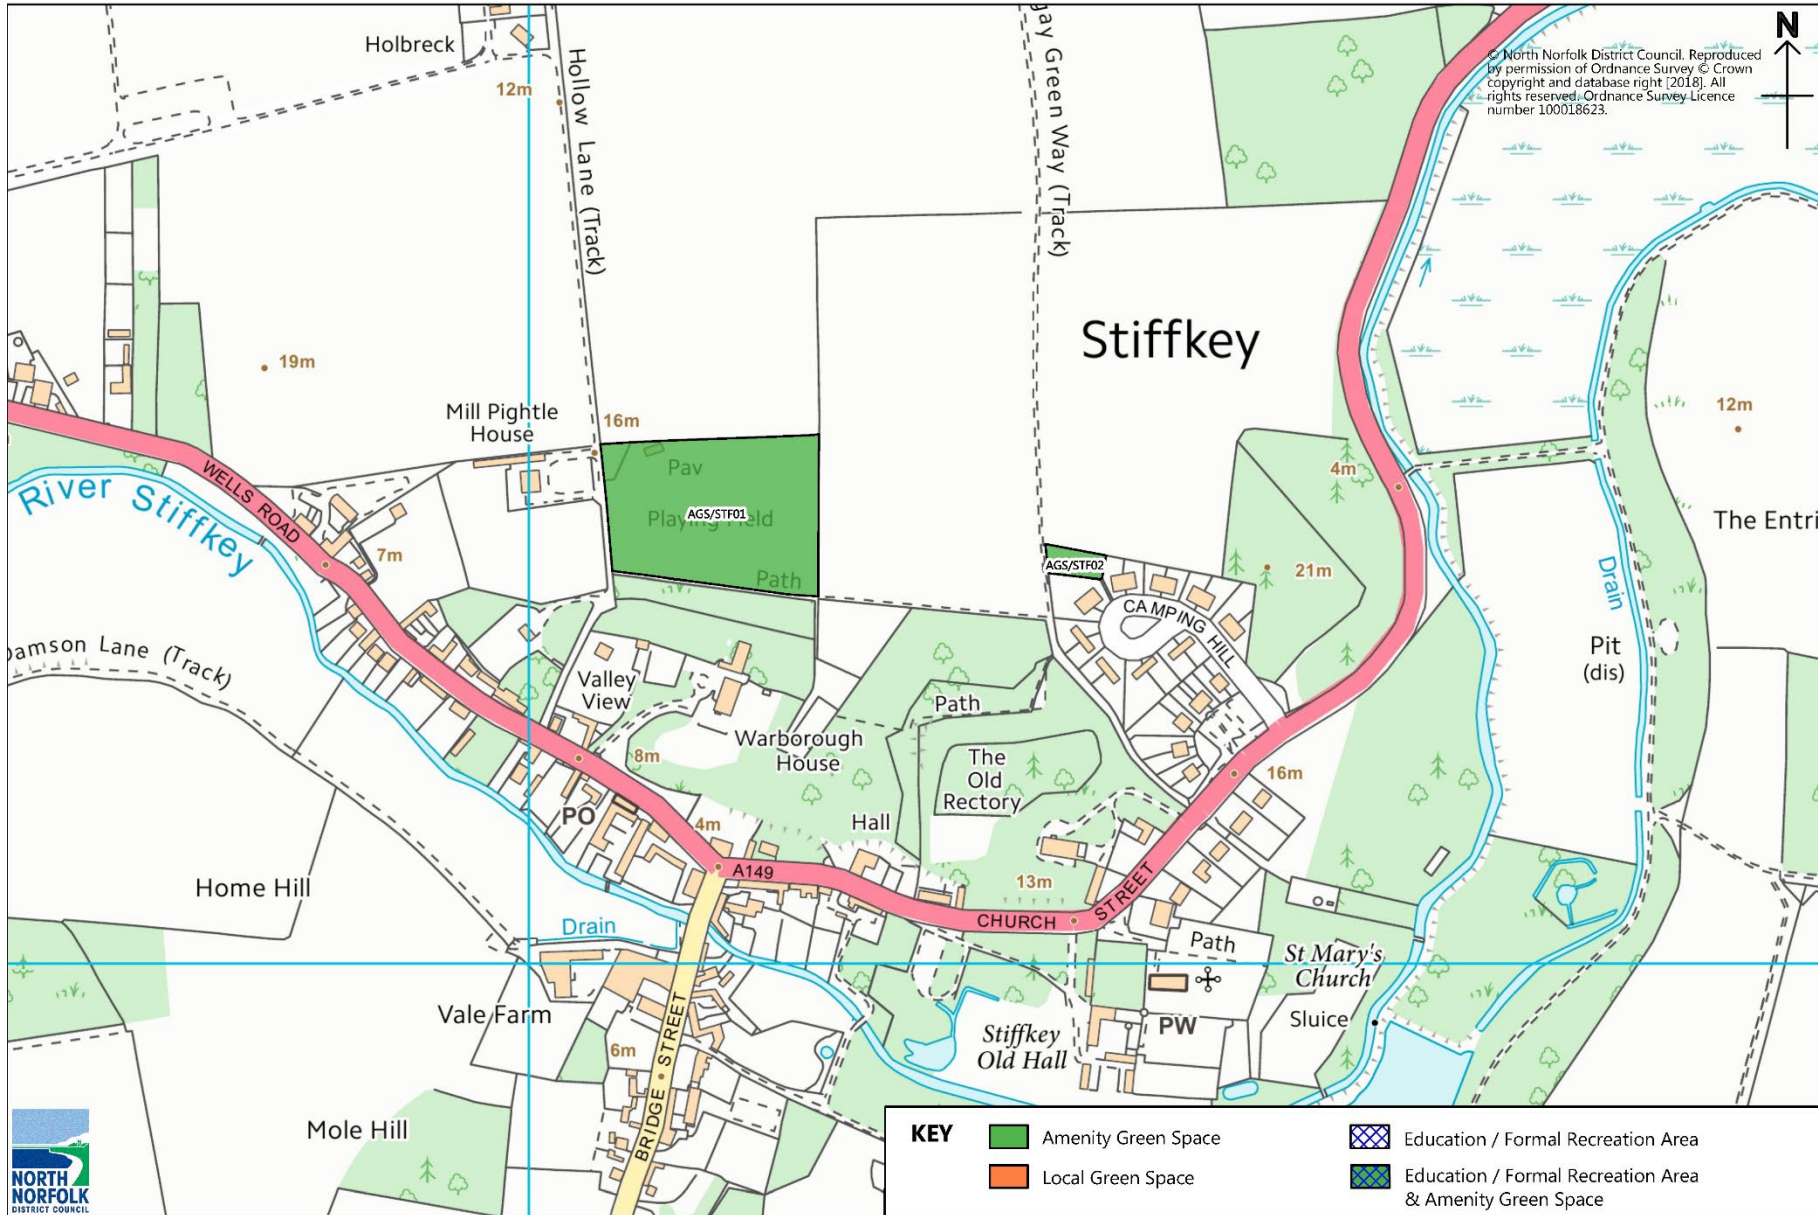 Holbreck
12m
Hollow Lane (Track)
gay Green Way (Track)
N
© North Norfolk District Council. Reproduced
by permission of Ordnance Survey © Crown
copyright and database right [2018]. All
rights reserved. Ordnance Survey Licence
number 100018623.
Stiffkey
19m
Mill Pightle
House
16m
Pav
AGS/STF01
Playing Field
Path
12m
4m
The Entri
WELLS ROAD
River Stiffkey
7m
AGS/STF02
21m
CAMPING HILL
Drain
Pit
(dis)
Damson Lane (Track)
Valley
View
Path
8m
Warborough
House
The
Old
Rectory
16m
PO
4m
Hall
A149
13m
CHURCH STREET
Home Hill
Drain
Path
St Mary's
Church
Vale Farm
PW
Sluice
Stiffkey
Old Hall
6m
BRIDGE STREET
Mole Hill
NORTH
NORFOLK
DISTRICT COUNCIL
KEY
Amenity Green Space
Local Green Space
Education / Formal Recreation Area
Education / Formal Recreation Area
& Amenity Green Space